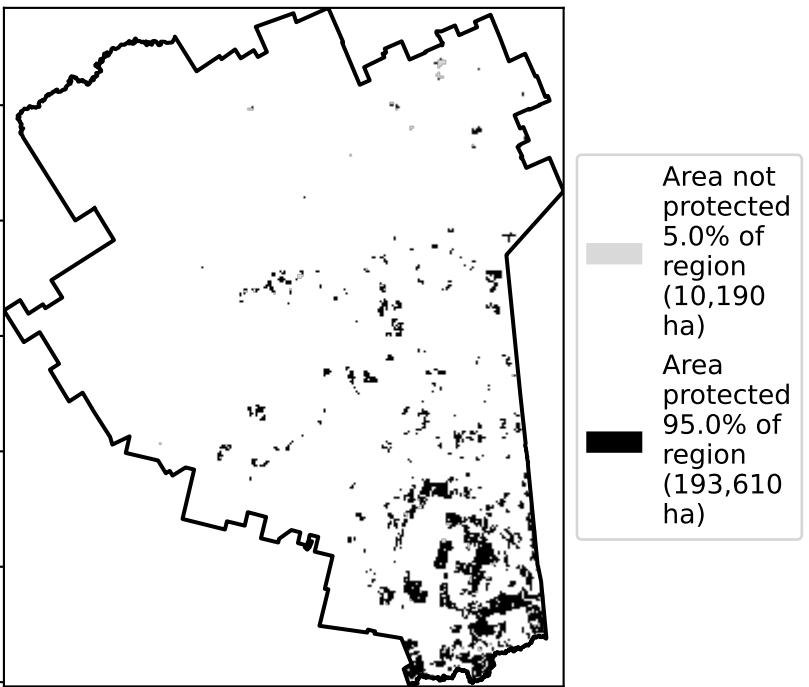 Area not
protected
5.0% of
region
(10,190
ha)
Area
protected
95.0% of
region
(193,610
ha)